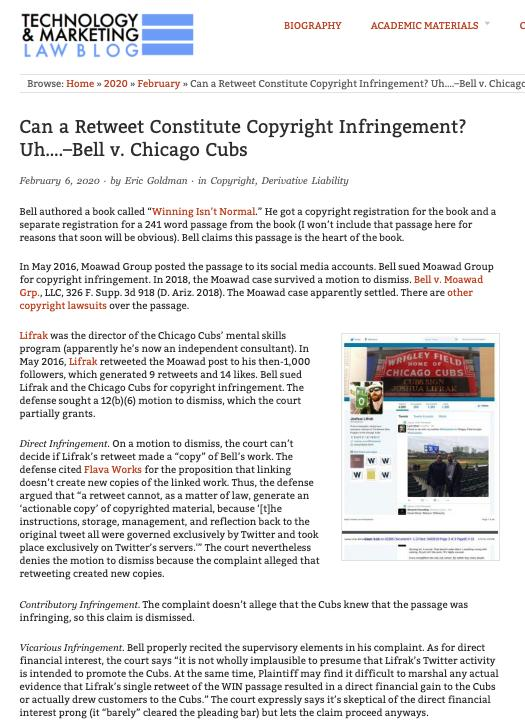 TECHNOLOGY
& MARKETING
LAW BLOG
BIOGRAPHY
ACADEMIC MATERIALS
Browse: Home » 2020 » February » Can a Retweet Constitute Copyright Infringement? Uh....–Bell v. Chicago
Can a Retweet Constitute Copyright Infringement?
Uh....–Bell v. Chicago Cubs
February 6, 2020 · by Eric Goldman · in Copyright, Derivative Liability
Bell authored a book called “Winning Isn't Normal.” He got a copyright registration for the book and a
separate registration for a 241 word passage from the book (I won't include that passage here for
reasons that soon will be obvious). Bell claims this passage is the heart of the book.
In May 2016, Moawad Group posted the passage to its social media accounts. Bell sued Moawad Group
for copyright infringement. In 2018, the Moawad case survived a motion to dismiss. Bell v. Moawad
Grp., LLC, 326 F. Supp. 3d 918 (D. Ariz. 2018). The Moawad case apparently settled. There are other
copyright lawsuits over the passage.
Lifrak was the director of the Chicago Cubs' mental skills
program (apparently he's now an independent consultant). In
May 2016, Lifrak retweeted the Moawad post to his then-1,000
followers, which generated 9 retweets and 14 likes. Bell sued
Lifrak and the Chicago Cubs for copyright infringement. The
defense sought a 12(b)(6) motion to dismiss, which the court
partially grants.
WRIGLEY FIELD
HOME OF
CHICAGO CUBS
CUBS SIGN
JOSHUA LIFRAK
Direct Infringement. On a motion to dismiss, the court can't
decide if Lifrak's retweet made a “copy” of Bell's work. The
defense cited Flava Works for the proposition that linking
doesn't create new copies of the linked work. Thus, the defense
argued that “a retweet cannot, as a matter of law, generate an
‘actionable copy’ of copyrighted material, because ‘[t]he
instructions, storage, management, and reflection back to the
original tweet all were governed exclusively by Twitter and took
place exclusively on Twitter's servers.’” The court nevertheless
denies the motion to dismiss because the complaint alleged that
retweeting created new copies.
Contributory Infringement. The complaint doesn't allege that the Cubs knew that the passage was
infringing, so this claim is dismissed.
Vicarious Infringement. Bell properly recited the supervisory elements in his complaint. As for direct
financial interest, the court says “it is not wholly implausible to presume that Lifrak's Twitter activity
is intended to promote the Cubs. At the same time, Plaintiff may find it difficult to marshal any actual
evidence that Lifrak's single retweet of the WIN passage resulted in a direct financial gain to the Cubs
or actually drew customers to the Cubs.” The court expressly says it's skeptical of the direct financial
interest prong (it “barely” cleared the pleading bar) but lets the claim proceed anyways.